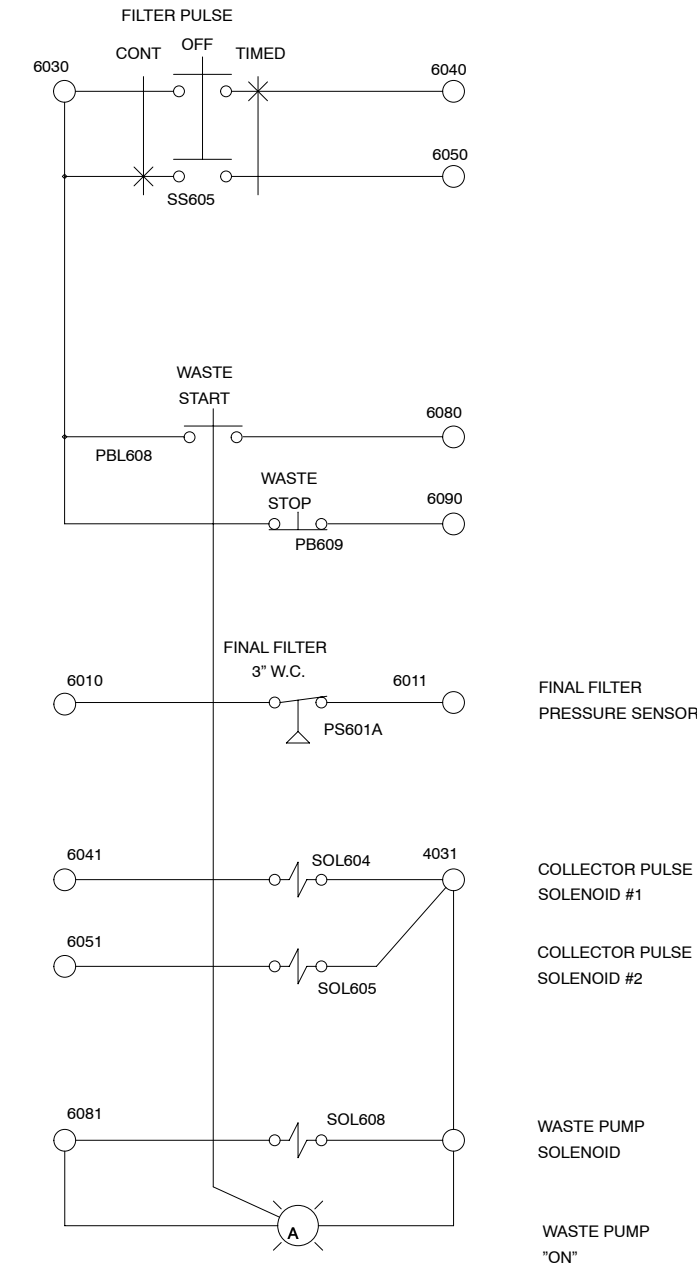 FILTER PULSE
CONT OFF TIMED
6030 6040
6050
SS605
WASTE
START
6080
PBL608
WASTE
STOP
6090
PB609
FINAL FILTER
3” W.C.
6010 6011
FINAL FILTER
PRESSURE SENSOR
PS601A
6041 SOL604 4031
COLLECTOR PULSE
SOLENOID #1
6051
COLLECTOR PULSE
SOLENOID #2
SOL605
6081 SOL608
WASTE PUMP
SOLENOID
A
WASTE PUMP
”ON”